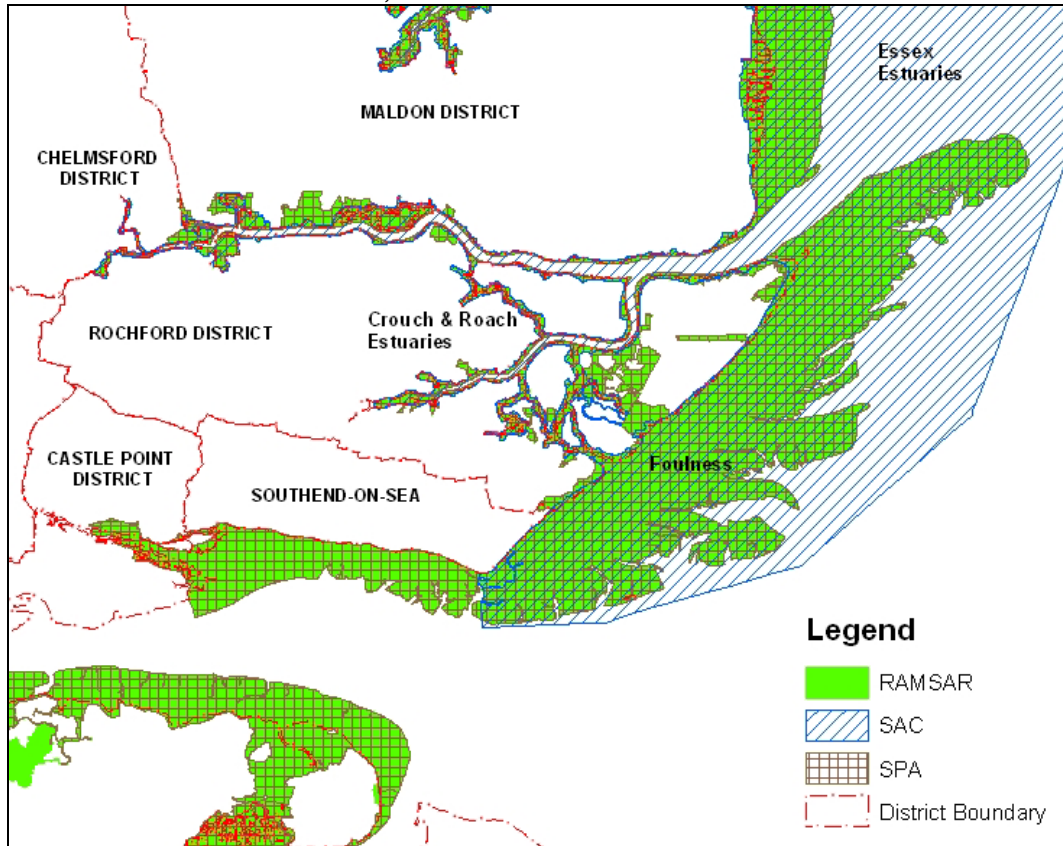 Essex
Estuaries
MALDON DISTRICT
CHELMSFORD
DISTRICT
ROCHFORD DISTRICT
Crouch & Roach
Estuaries
CASTLE POINT
DISTRICT
SOUTHEND-ON-SEA
Foulness
Legend
RAMSAR
SAC
SPA
District Boundary